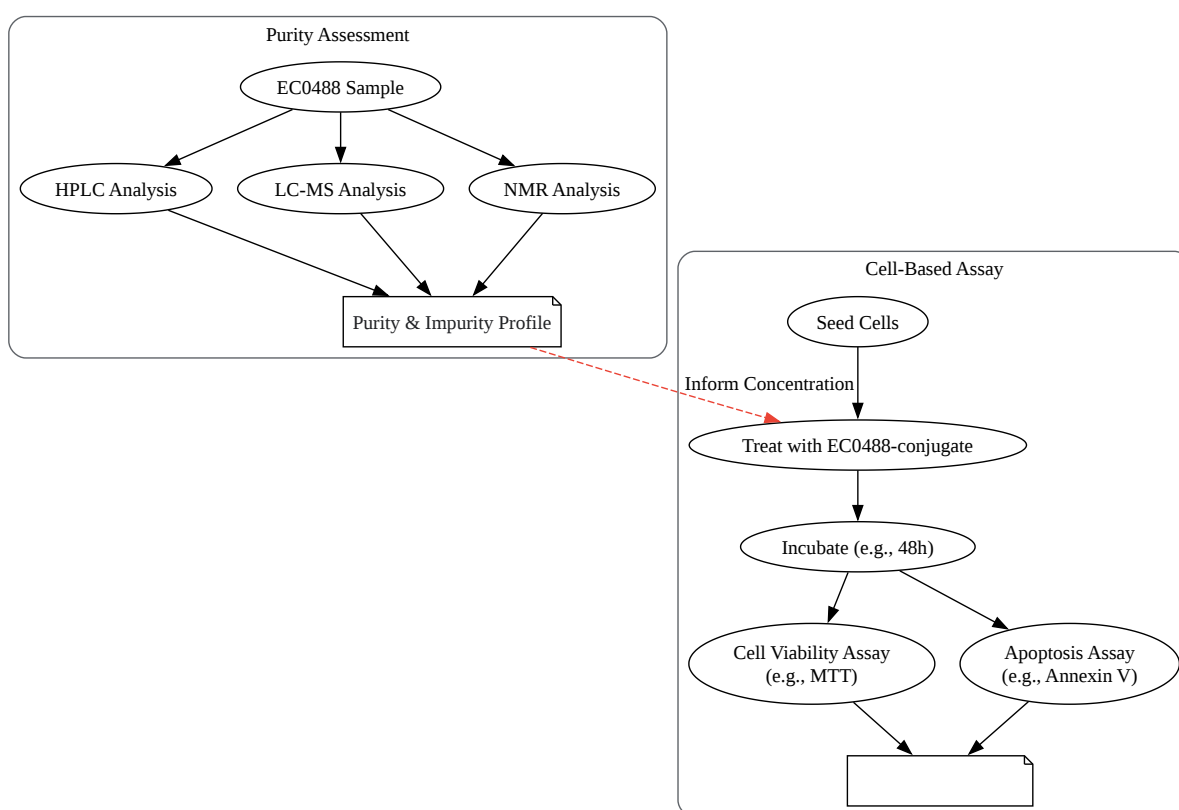 Purity Assessment
EC0488 Sample
HPLC Analysis
LC-MS Analysis
NMR Analysis
Purity & Impurity Profile
Cell-Based Assay
Seed Cells
Inform Concentration
Treat with EC0488-conjugate
Incubate (e.g., 48h)
Cell Viability Assay
(e.g., MTT)
Apoptosis Assay
(e.g., Annexin V)